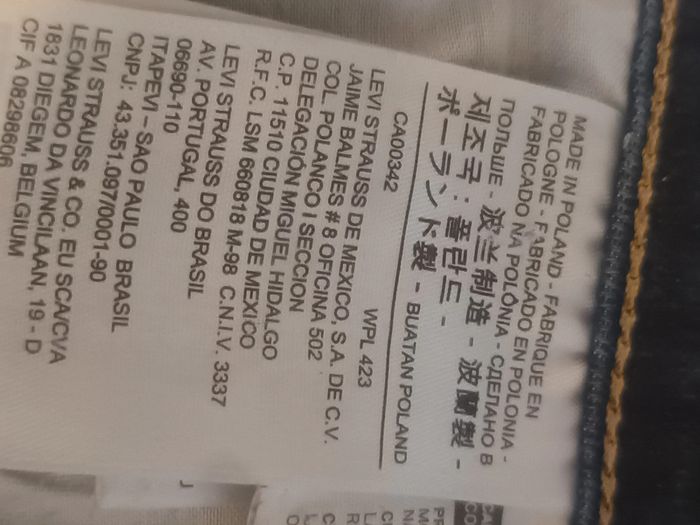 MADE IN POLAND - FABRIQUE EN
POLOGNE - FABRICADO EN POLONIA -
FABRICADO NA POLÔNIA - СДЕЛАНО В
ПОЛЬШЕ - 波兰制造 - 波蘭製 -
제조국 : 폴란드 -
ポーランド製 - BUATAN POLAND
CA00342 WPL 423
LEVI STRAUSS DE MEXICO, S.A. DE C.V.
JAIME BALMES # 8 OFICINA 502
COL. POLANCO I SECCION
DELEGACIÓN MIGUEL HIDALGO
C.P. 11510 CIUDAD DE MEXICO
R.F.C. LSM 660818 M-98 C.N.I.V. 3337
LEVI STRAUSS DO BRASIL
AV. PORTUGAL, 400
06690-110
ITAPEVI – SAO PAULO BRASIL
CNPJ: 43.351.097/0001-90
LEVI STRAUSS & CO. EU SCA/CVA
LEONARDO DA VINCILAAN, 19 - D
1831 DIEGEM, BELGIUM
CIF A 08298606